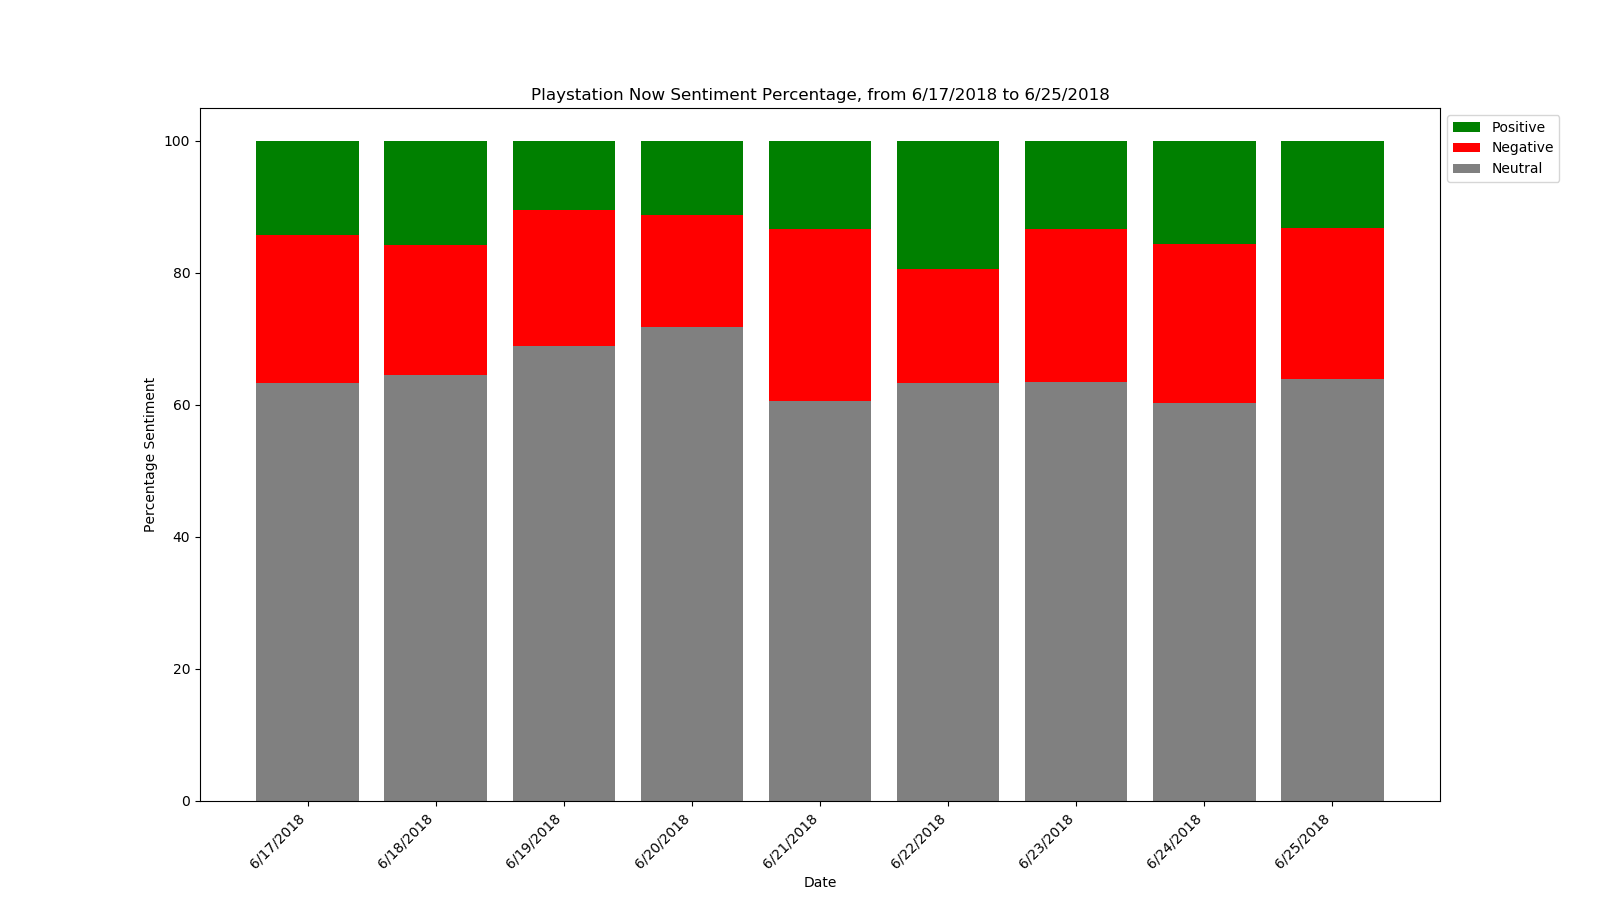 Playstation Now Sentiment Percentage, from 6/17/2018 to 6/25/2018
Positive
Negative
Neutral
Percentage Sentiment
100
80
60
40
20
0
6/17/2018
6/18/2018
6/19/2018
6/20/2018
6/21/2018
6/22/2018
6/23/2018
6/24/2018
6/25/2018
Date